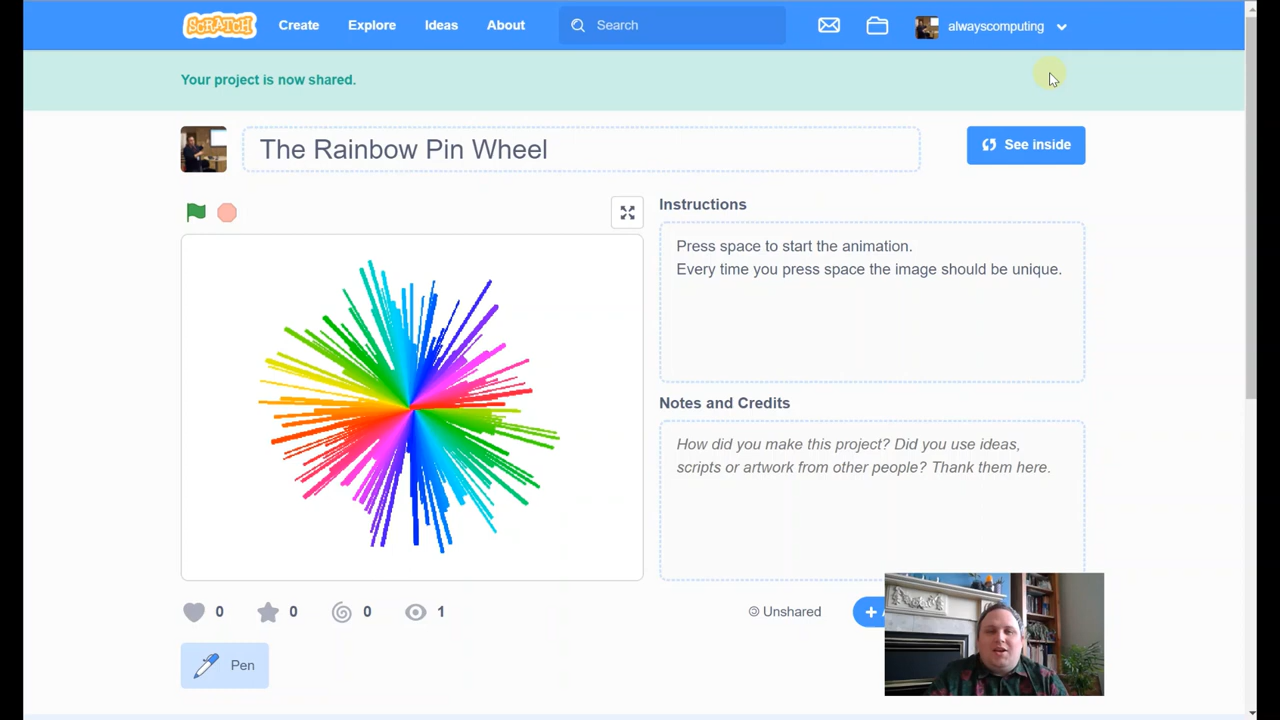 SCRATCH Create Explore Ideas About Search alwayscomputing
Your project is now shared.
The Rainbow Pin Wheel
See inside
Instructions
Press space to start the animation.
Every time you press space the image should be unique.
Notes and Credits
How did you make this project? Did you use ideas,
scripts or artwork from other people? Thank them here.
0 0 0 1 Unshared
Pen